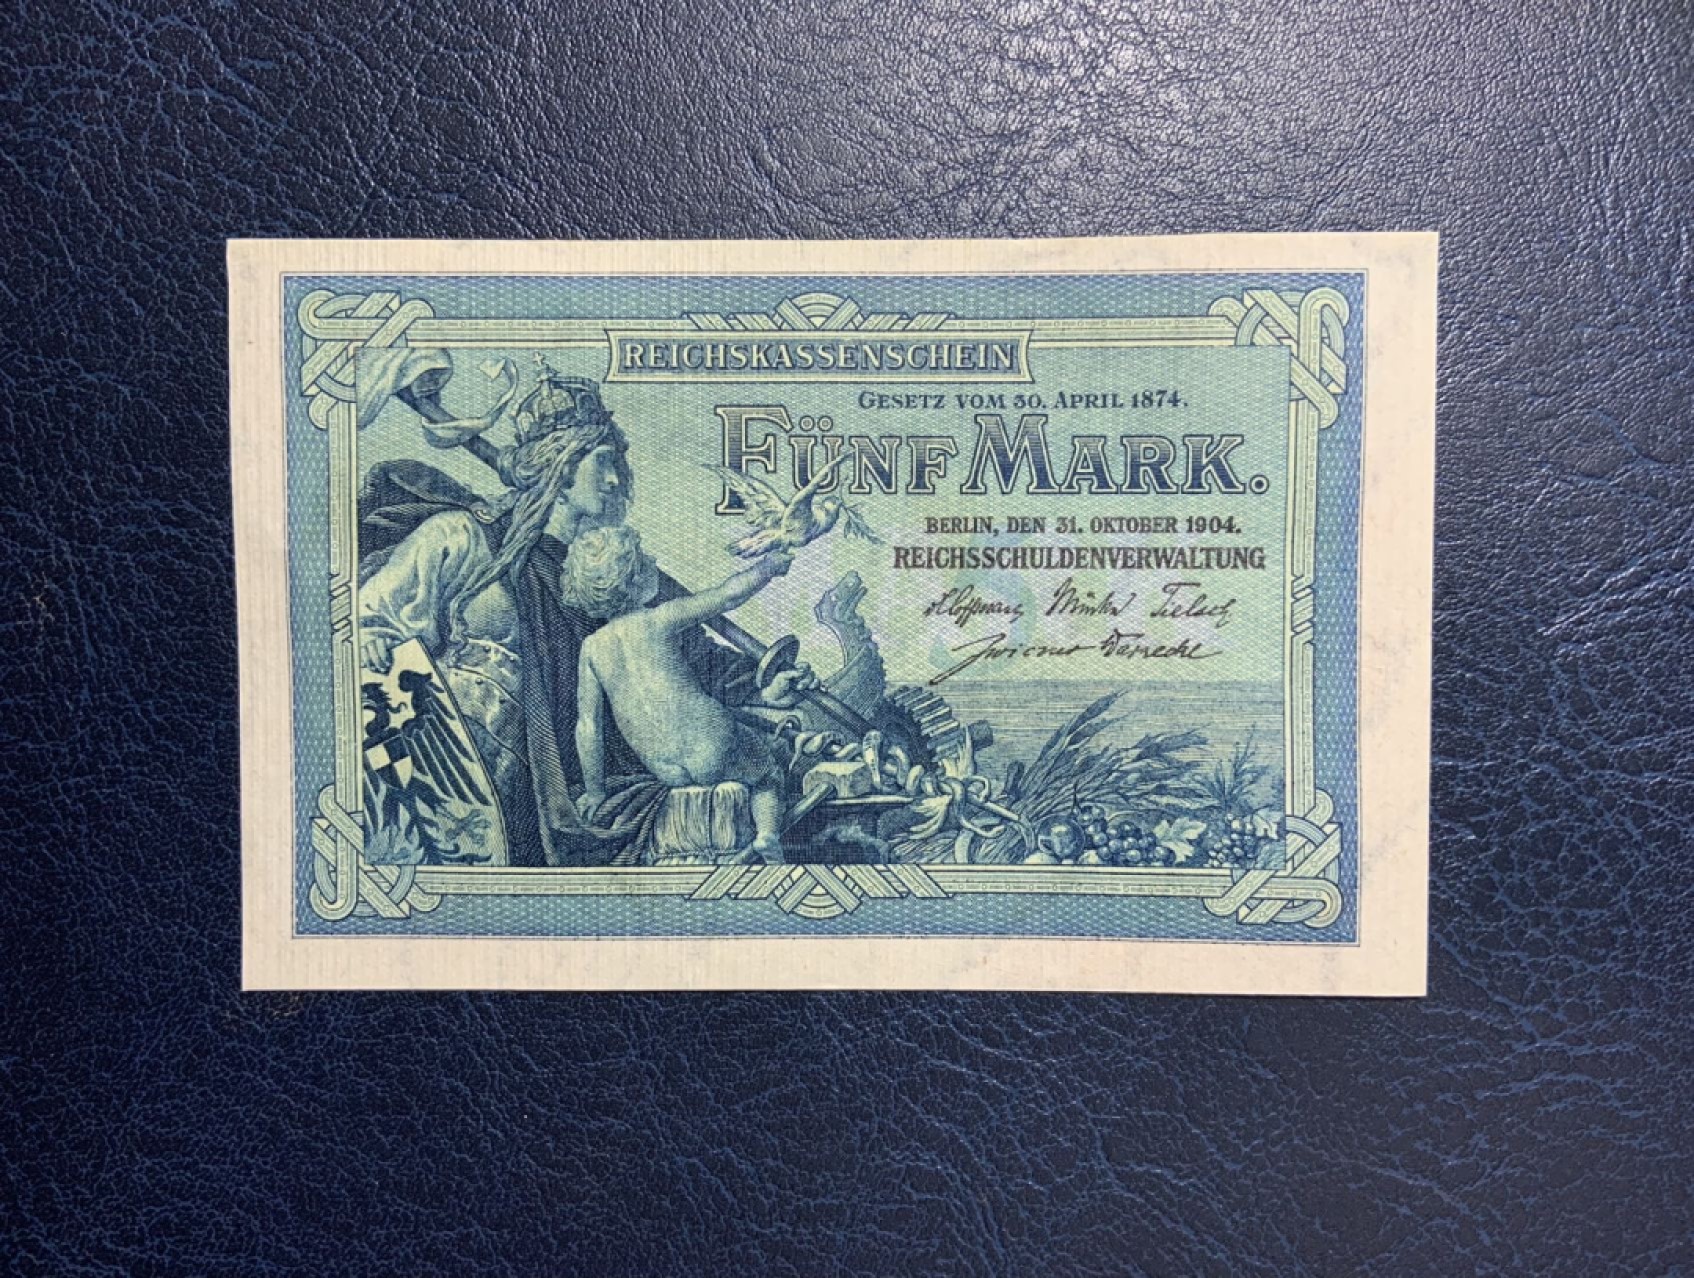 REICHSKASSENSCHEIN
GESETZ VOM 30. APRIL 1874.
FÜNF MARK.
BERLIN, DEN 31. OKTOBER 1904.
REICHSSCHULDENVERWALTUNG